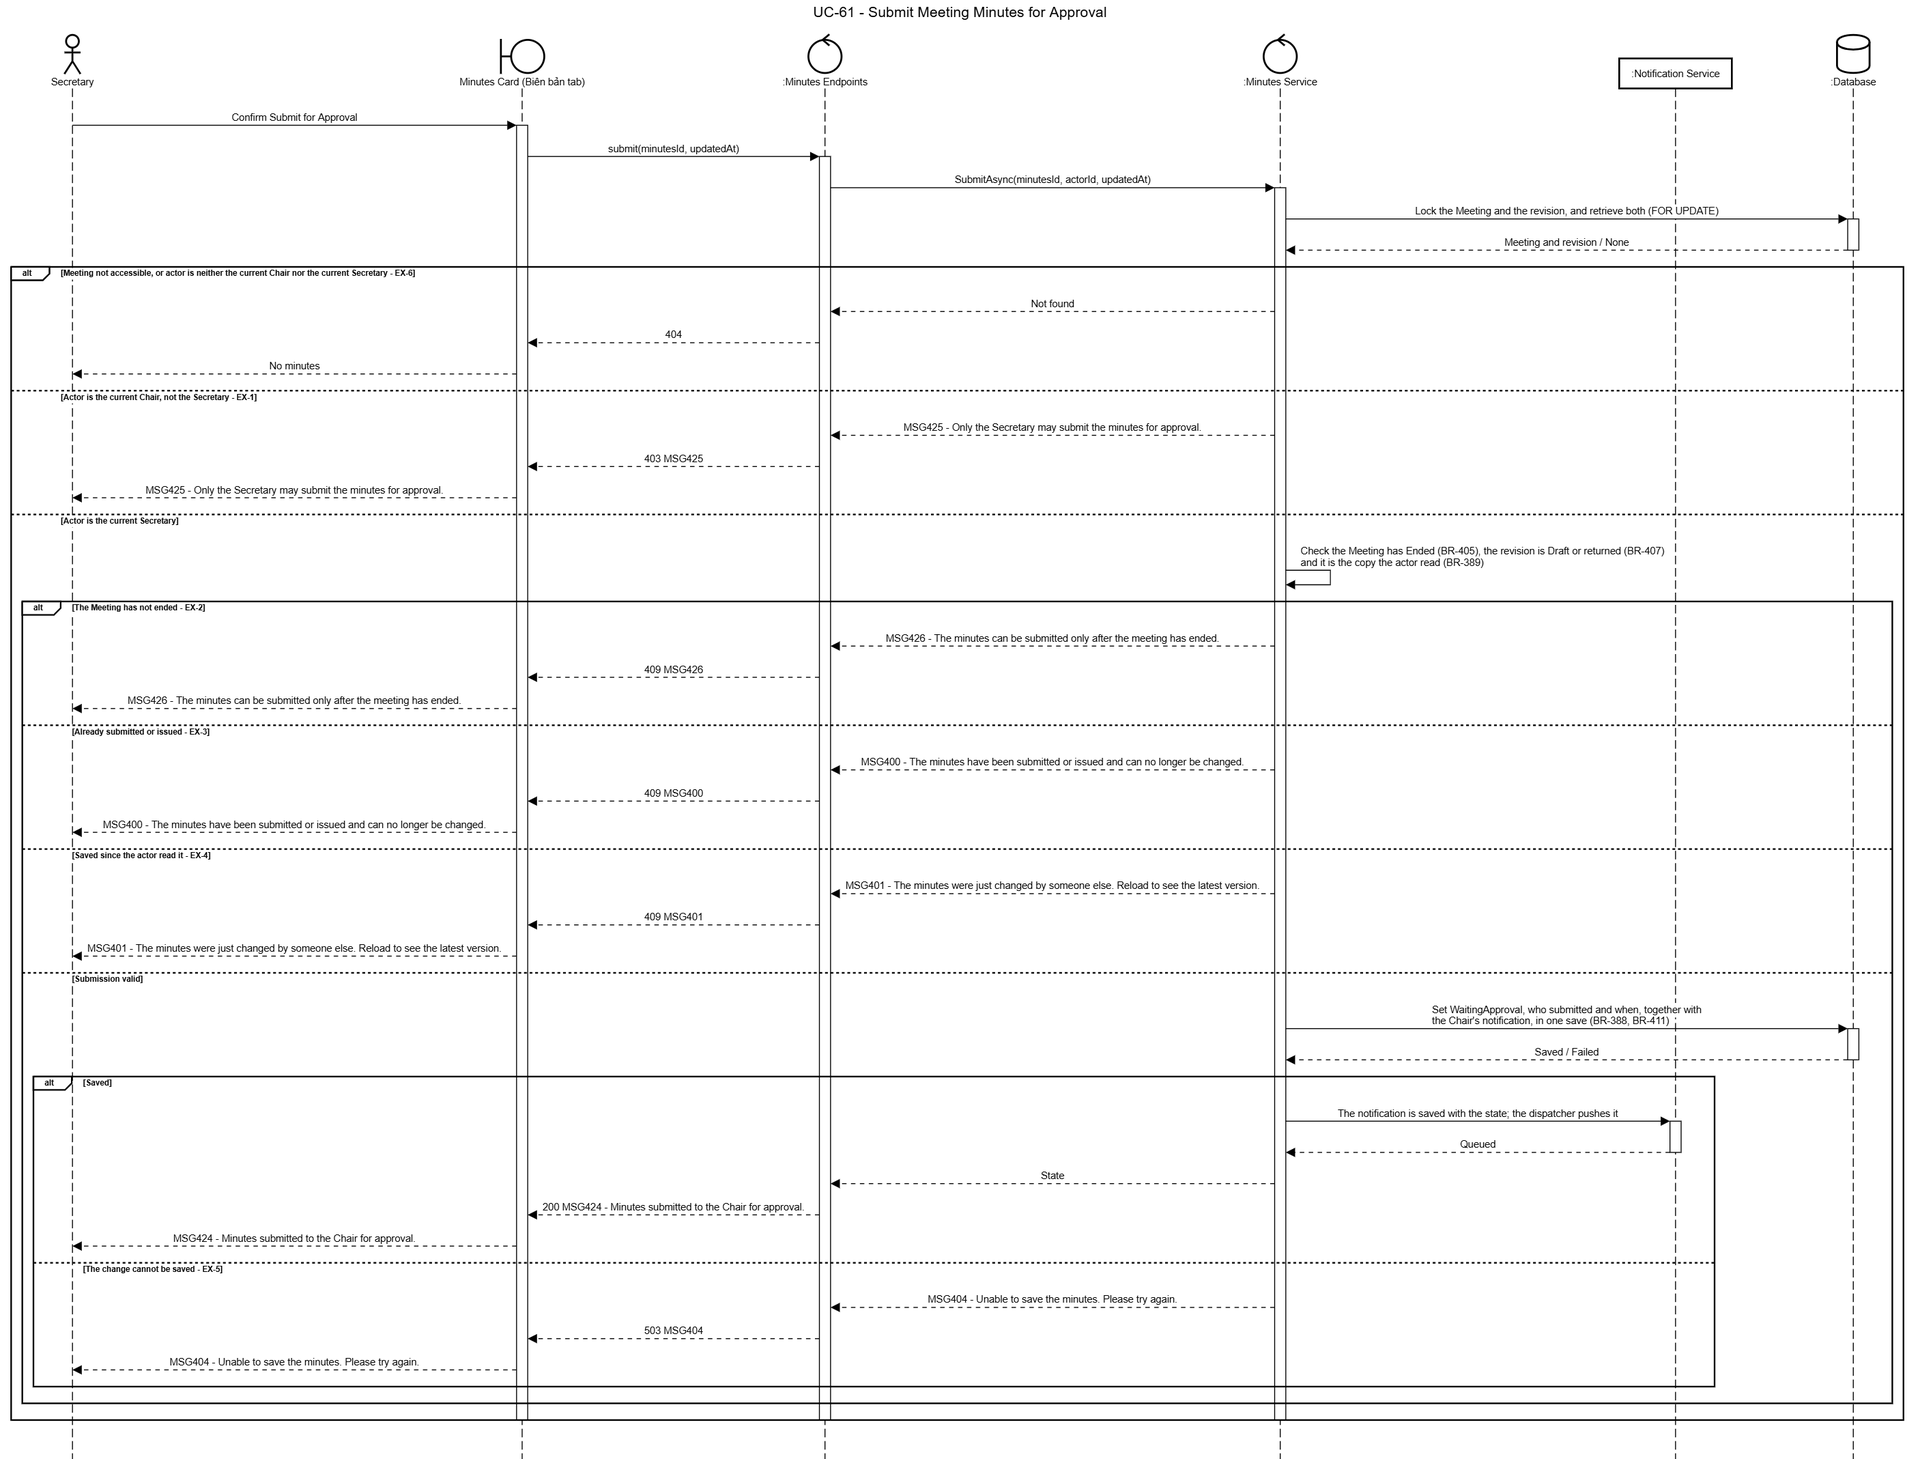 UC-61 - Submit Meeting Minutes for Approval
Secretary
Minutes Card (Biên bản tab)
:Minutes Endpoints
:Minutes Service
:Notification Service
:Database
Confirm Submit for Approval
submit(minutesId, updatedAt)
SubmitAsync(minutesId, actorId, updatedAt)
Lock the Meeting and the revision, and retrieve both (FOR UPDATE)
Meeting and revision / None
alt
[Meeting not accessible, or actor is neither the current Chair nor the current Secretary - EX-6]
Not found
404
No minutes
[Actor is the current Chair, not the Secretary - EX-1]
MSG425 - Only the Secretary may submit the minutes for approval.
403 MSG425
MSG425 - Only the Secretary may submit the minutes for approval.
[Actor is the current Secretary]
Check the Meeting has Ended (BR-405), the revision is Draft or returned (BR-407)
and it is the copy the actor read (BR-389)
alt
[The Meeting has not ended - EX-2]
MSG426 - The minutes can be submitted only after the meeting has ended.
409 MSG426
MSG426 - The minutes can be submitted only after the meeting has ended.
[Already submitted or issued - EX-3]
MSG400 - The minutes have been submitted or issued and can no longer be changed.
409 MSG400
MSG400 - The minutes have been submitted or issued and can no longer be changed.
[Saved since the actor read it - EX-4]
MSG401 - The minutes were just changed by someone else. Reload to see the latest version.
409 MSG401
MSG401 - The minutes were just changed by someone else. Reload to see the latest version.
[Submission valid]
Set WaitingApproval, who submitted and when, together with
the Chair's notification, in one save (BR-388, BR-411)
Saved / Failed
alt
[Saved]
The notification is saved with the state; the dispatcher pushes it
Queued
State
200 MSG424 - Minutes submitted to the Chair for approval.
MSG424 - Minutes submitted to the Chair for approval.
[The change cannot be saved - EX-5]
MSG404 - Unable to save the minutes. Please try again.
503 MSG404
MSG404 - Unable to save the minutes. Please try again.